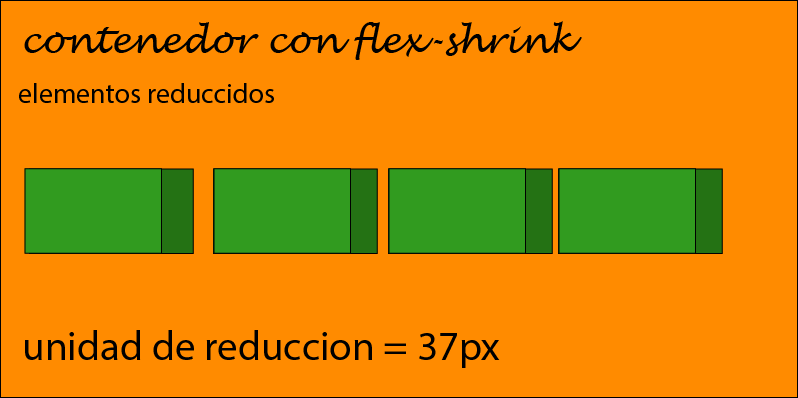 contenedor con flex-shrink
elementos reduccidos
unidad de reduccion = 37px